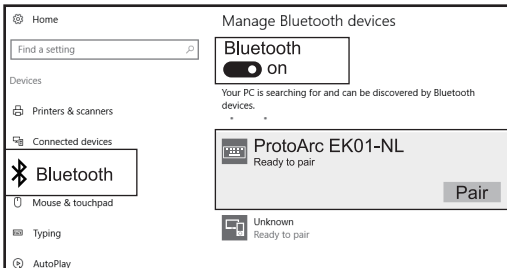 Home
Find a setting
Devices
Printers & scanners
Connected devices
Bluetooth
Mouse & touchpad
Typing
AutoPlay
Manage Bluetooth devices
Bluetooth
on
Your PC is searching for and can be discovered by Bluetooth
devices.
ProtoArc EK01-NL
Ready to pair
Pair
Unknown
Ready to pair